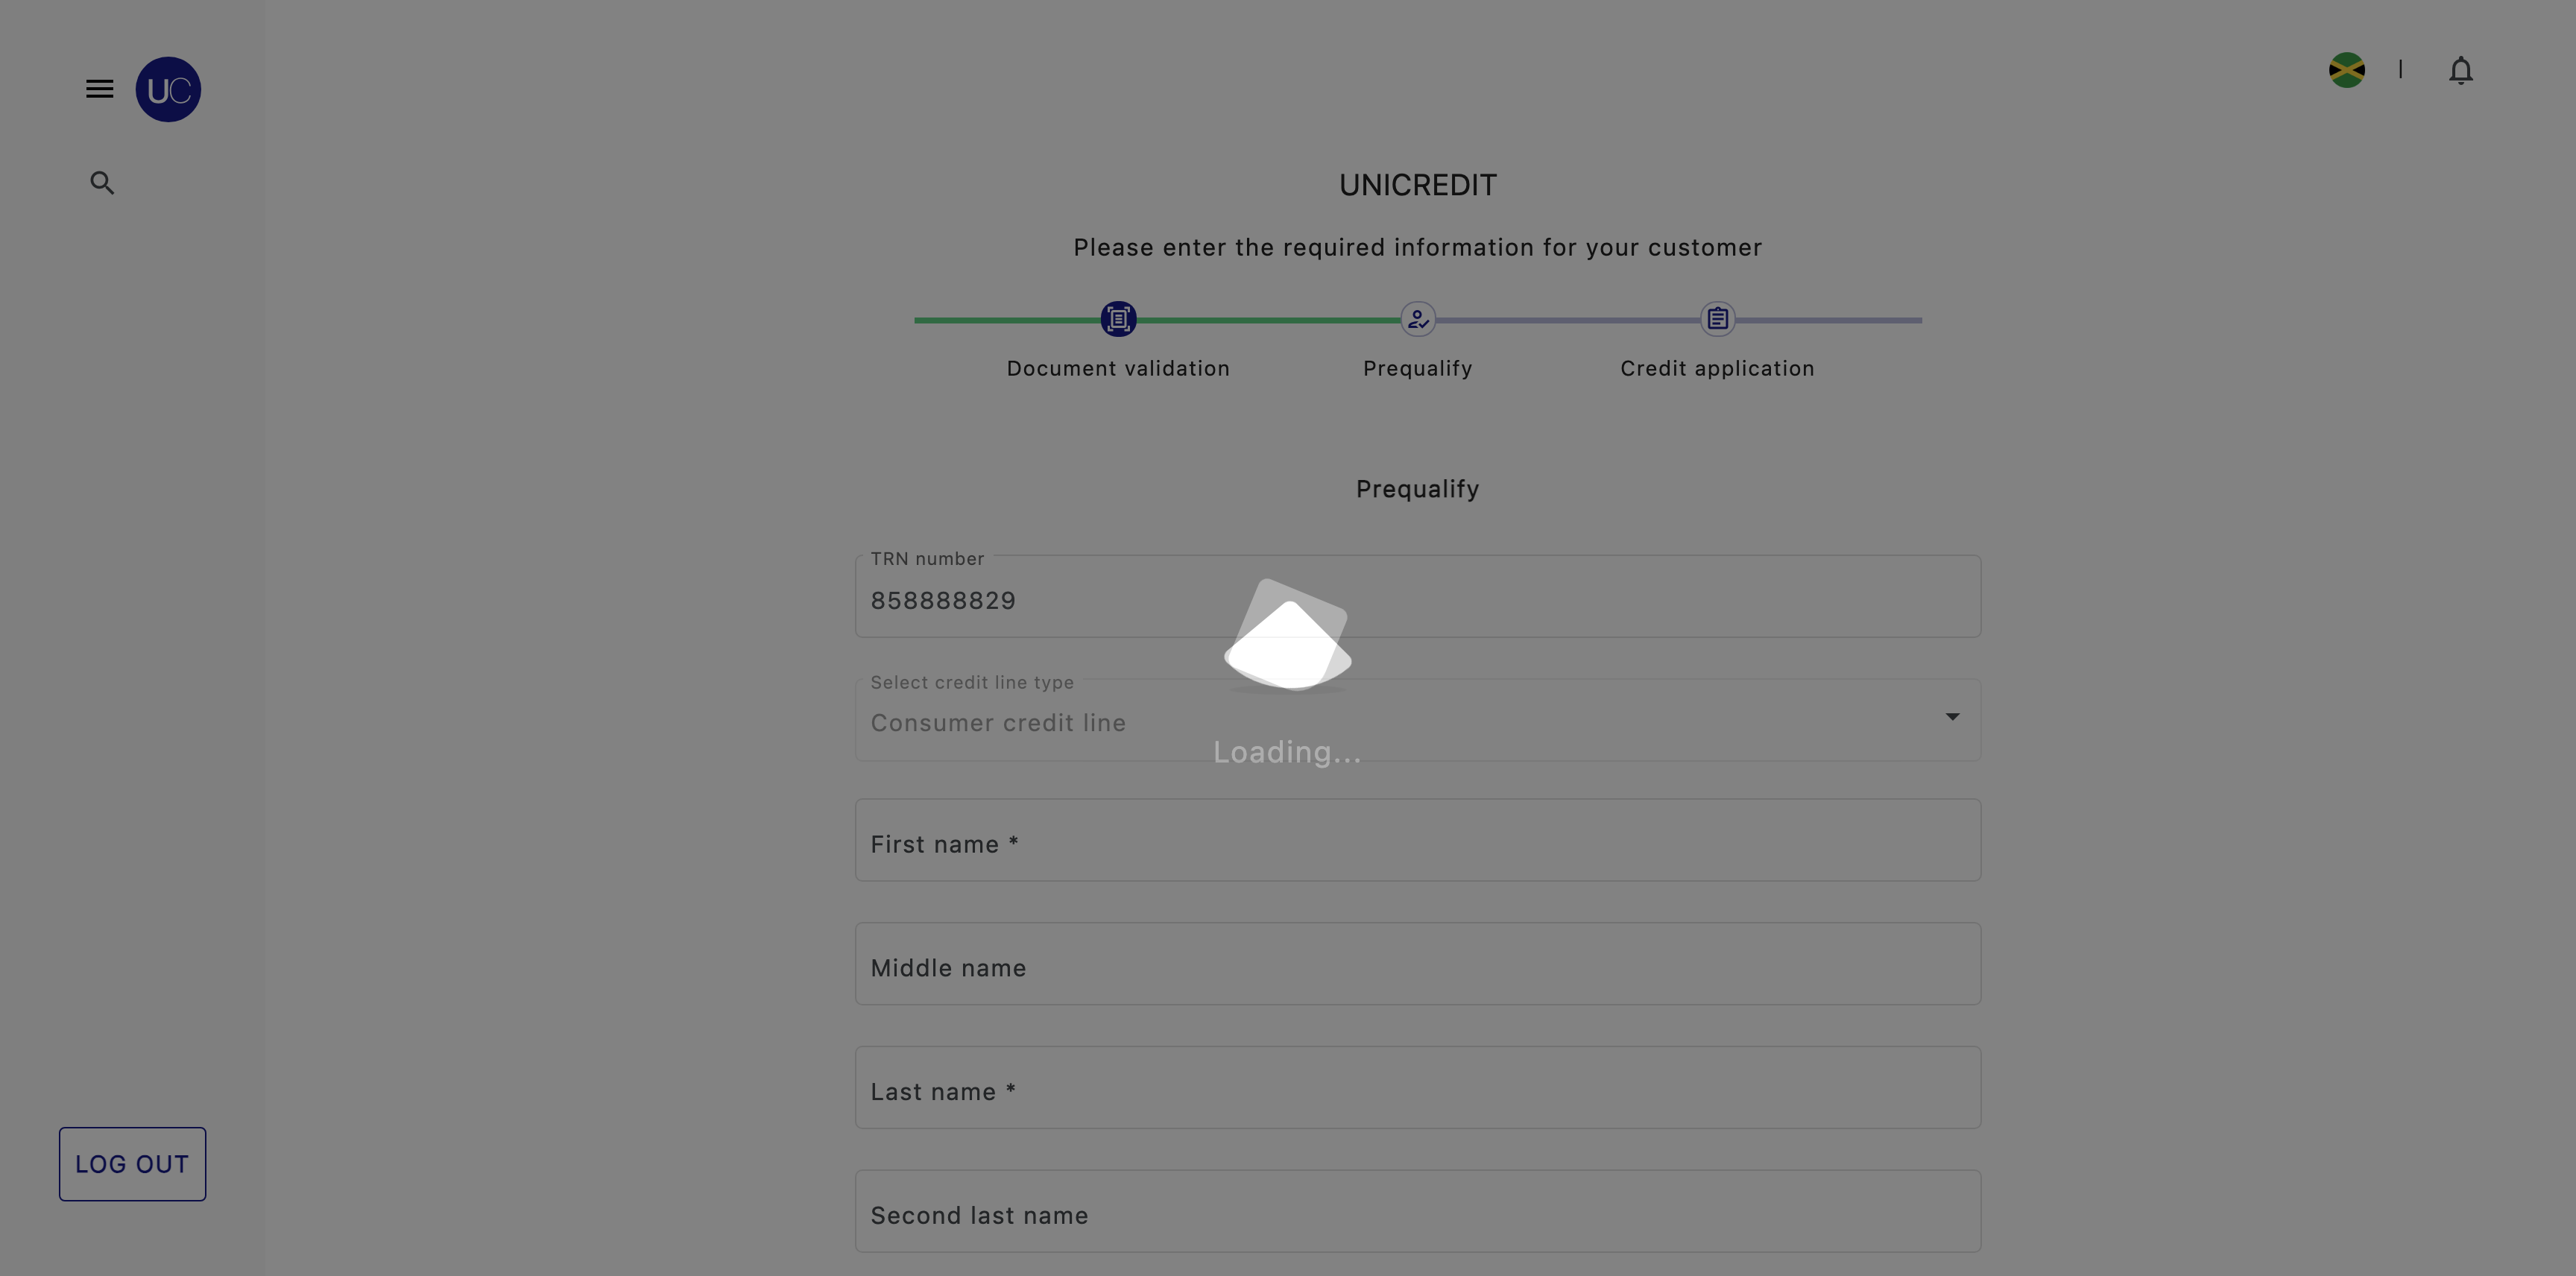 UC
UNICREDIT
Please enter the required information for your customer
Document validation
Prequalify
Credit application
Prequalify
TRN number
858888829
Select credit line type
Consumer credit line
Loading...
First name *
Middle name
Last name *
Second last name
LOG OUT